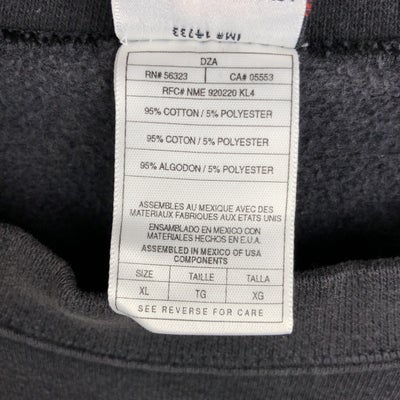 DZA
RN# 56323 CA# 05553
RFC# NME 920220 KL4
95% COTTON / 5% POLYESTER
95% COTON / 5% POLYESTER
95% ALGODON / 5% POLYESTER
ASSEMBLES AU MEXIQUE AVEC DES
MATERIAUX FABRIQUES AUX ETATS UNIS
ENSAMBLADO EN MEXICO CON
MATERIALES HECHOS EN E.U.A.
ASSEMBLED IN MEXICO OF USA
COMPONENTS
SIZE TAILLE TALLA
XL TG XG
SEE REVERSE FOR CARE